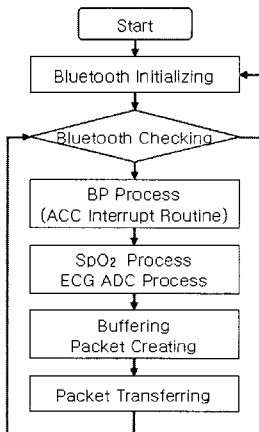 Start
Bluetooth Initializing
Bluetooth Checking
BP Process
(ACC Interrupt Routine)
SpO₂ Process
ECG ADC Process
Buffering
Packet Creating
Packet Transferring